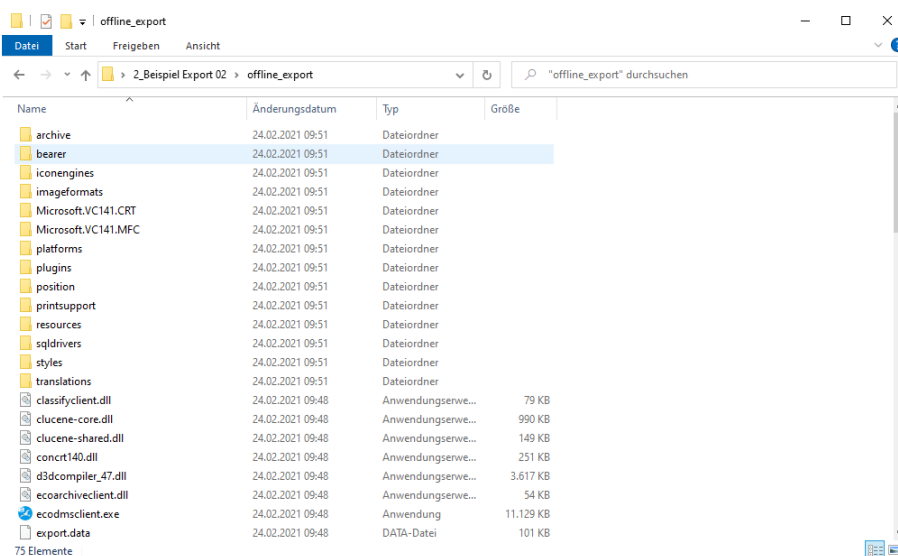 offline_export
Datei Start Freigeben Ansicht
2_Beispiel Export 02 › offline_export "offline_export" durchsuchen
Name Änderungsdatum Typ Größe
archive 24.02.2021 09:51 Dateiordner
bearer 24.02.2021 09:51 Dateiordner
iconengines 24.02.2021 09:51 Dateiordner
imageformats 24.02.2021 09:51 Dateiordner
Microsoft.VC141.CRT 24.02.2021 09:51 Dateiordner
Microsoft.VC141.MFC 24.02.2021 09:51 Dateiordner
platforms 24.02.2021 09:51 Dateiordner
plugins 24.02.2021 09:51 Dateiordner
position 24.02.2021 09:51 Dateiordner
printsupport 24.02.2021 09:51 Dateiordner
resources 24.02.2021 09:51 Dateiordner
sqldrivers 24.02.2021 09:51 Dateiordner
styles 24.02.2021 09:51 Dateiordner
translations 24.02.2021 09:51 Dateiordner
classifyclient.dll 24.02.2021 09:48 Anwendungserwe... 79 KB
clucene-core.dll 24.02.2021 09:48 Anwendungserwe... 990 KB
clucene-shared.dll 24.02.2021 09:48 Anwendungserwe... 149 KB
concrt140.dll 24.02.2021 09:48 Anwendungserwe... 251 KB
d3dcompiler_47.dll 24.02.2021 09:48 Anwendungserwe... 3.617 KB
ecoarchiveclient.dll 24.02.2021 09:48 Anwendungserwe... 54 KB
ecodmsclient.exe 24.02.2021 09:48 Anwendung 11.129 KB
export.data 24.02.2021 09:48 DATA-Datei 101 KB
75 Elemente